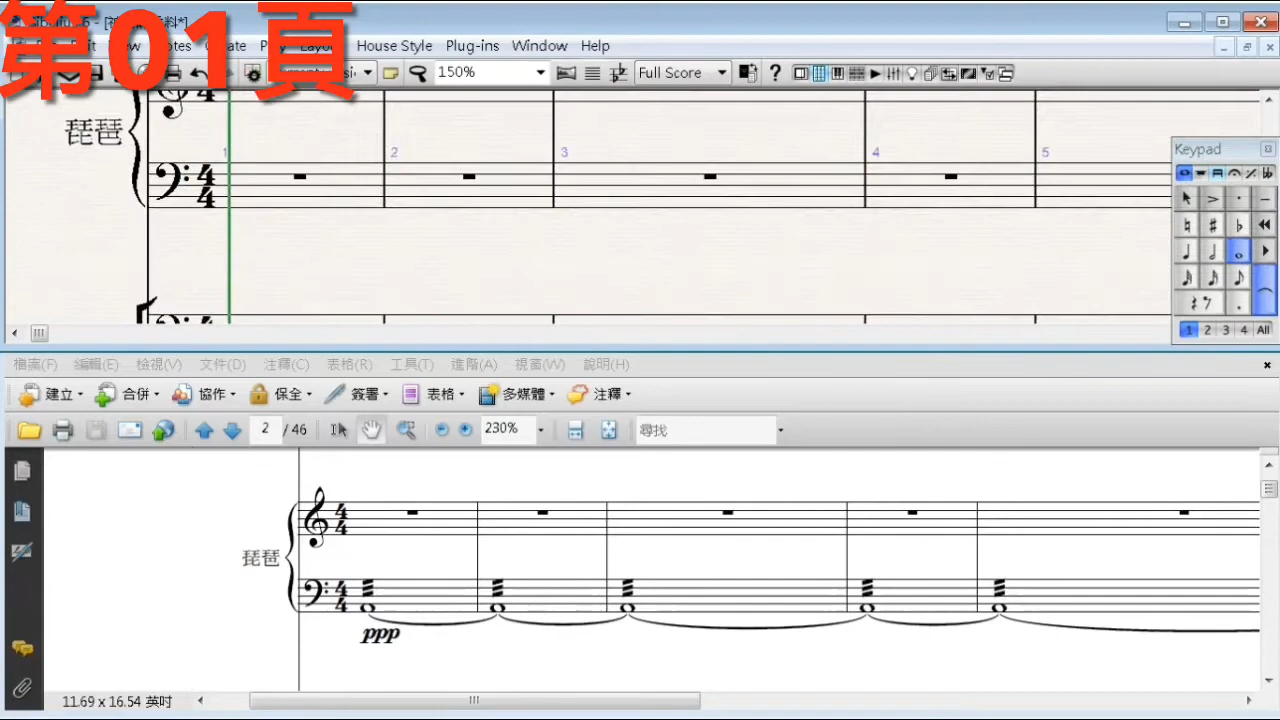 第01頁
House Style Plug-ins Window Help
150% Full Score
琵琶
1 2 3 4 5
Keypad
1 2 3 4 All
檔案(F) 編輯(E) 檢視(V) 文件(D) 注釋(C) 表格(R) 工具(T) 進階(A) 視窗(W) 說明(H)
建立 合併 協作 保全 簽署 表格 多媒體 注釋
2 / 46 230% 尋找
琵琶
ppp
11.69 x 16.54 英吋